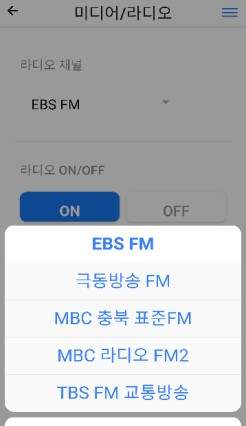 미디어/라디오
라디오 채널
EBS FM
라디오 ON/OFF
ON OFF
EBS FM
극동방송 FM
MBC 충북 표준FM
MBC 라디오 FM2
TBS FM 교통방송